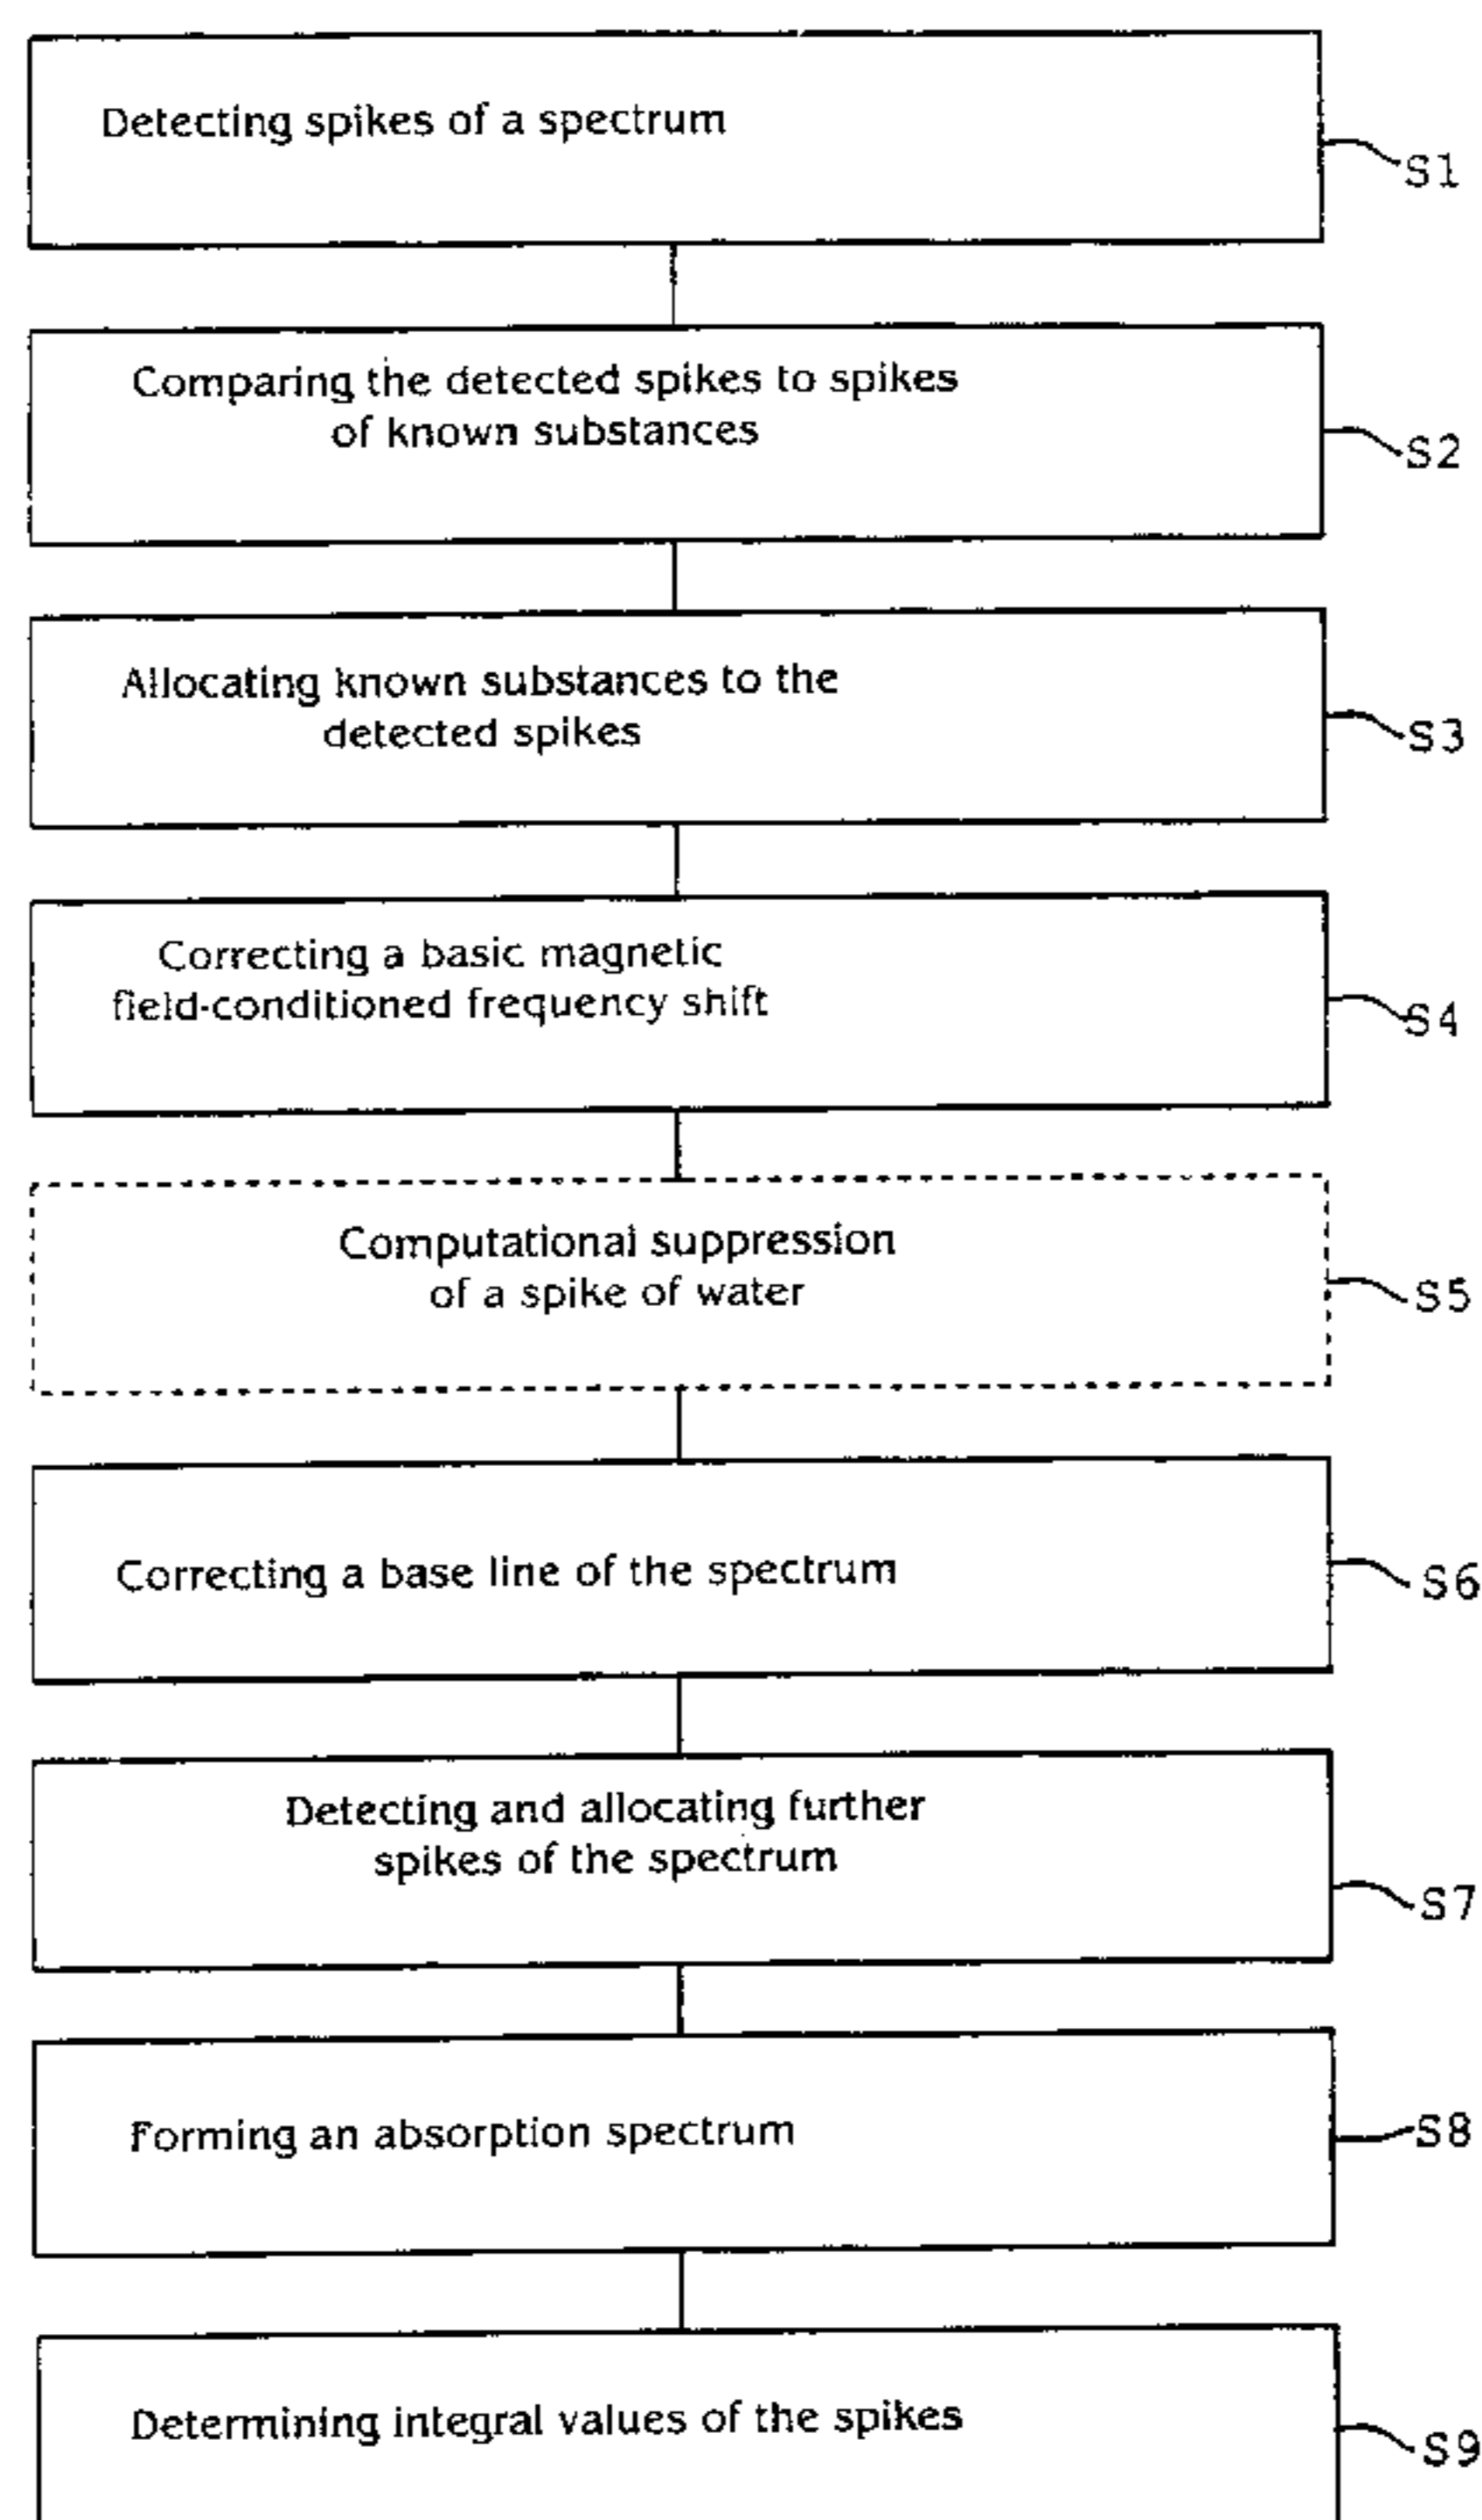 Detecting spikes of a spectrum
S1
Comparing the detected spikes to spikes
of known substances
S2
Allocating known substances to the
detected spikes
S3
Correcting a basic magnetic
field-conditioned frequency shift
S4
Computational suppression
of a spike of water
S5
Correcting a base line of the spectrum
S6
Detecting and allocating further
spikes of the spectrum
S7
Forming an absorption spectrum
S8
Determining integral values of the spikes
S9